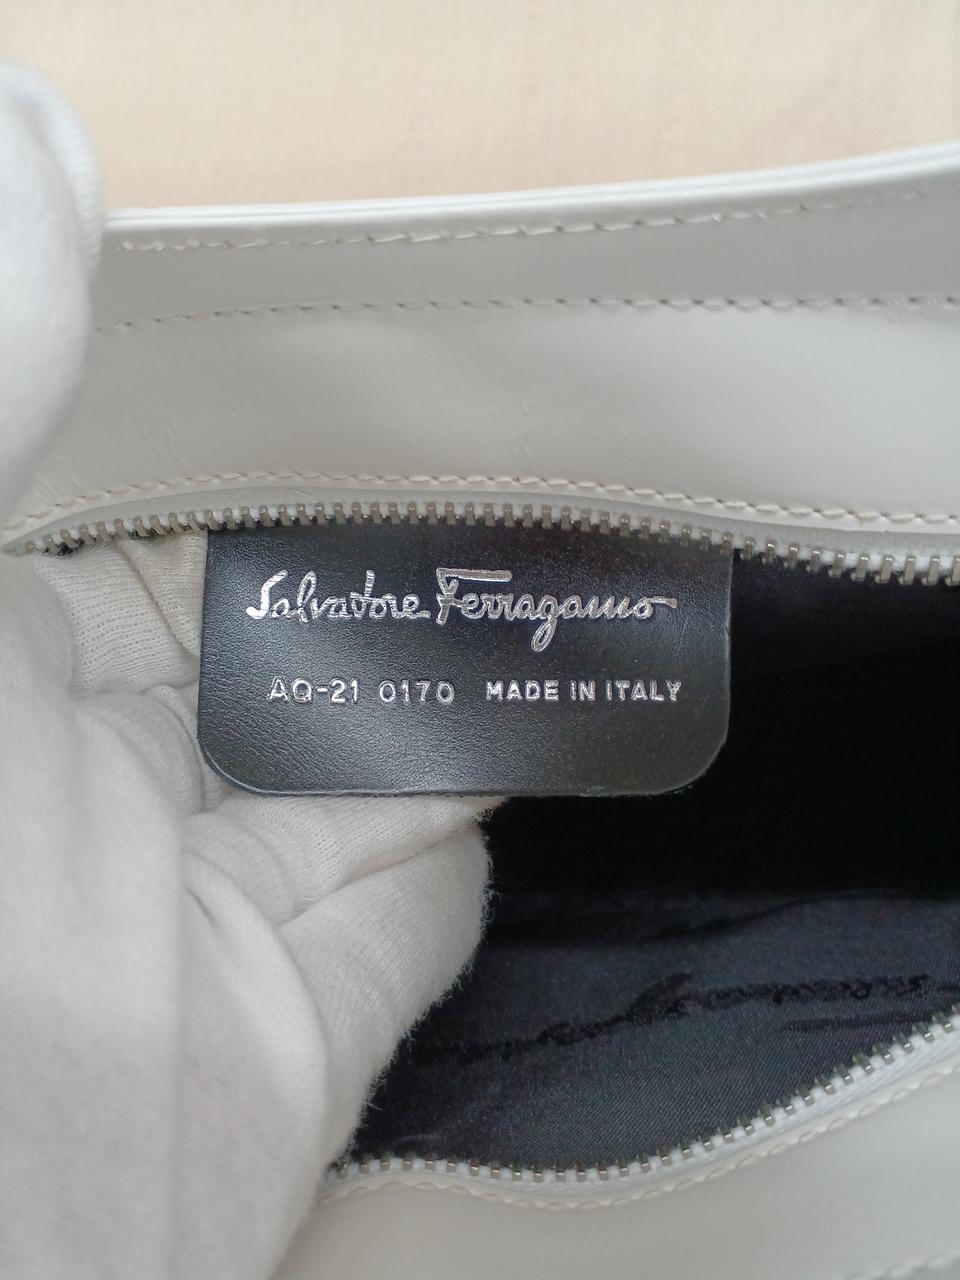 Salvatore Ferragamo
AQ-21 0170 MADE IN ITALY